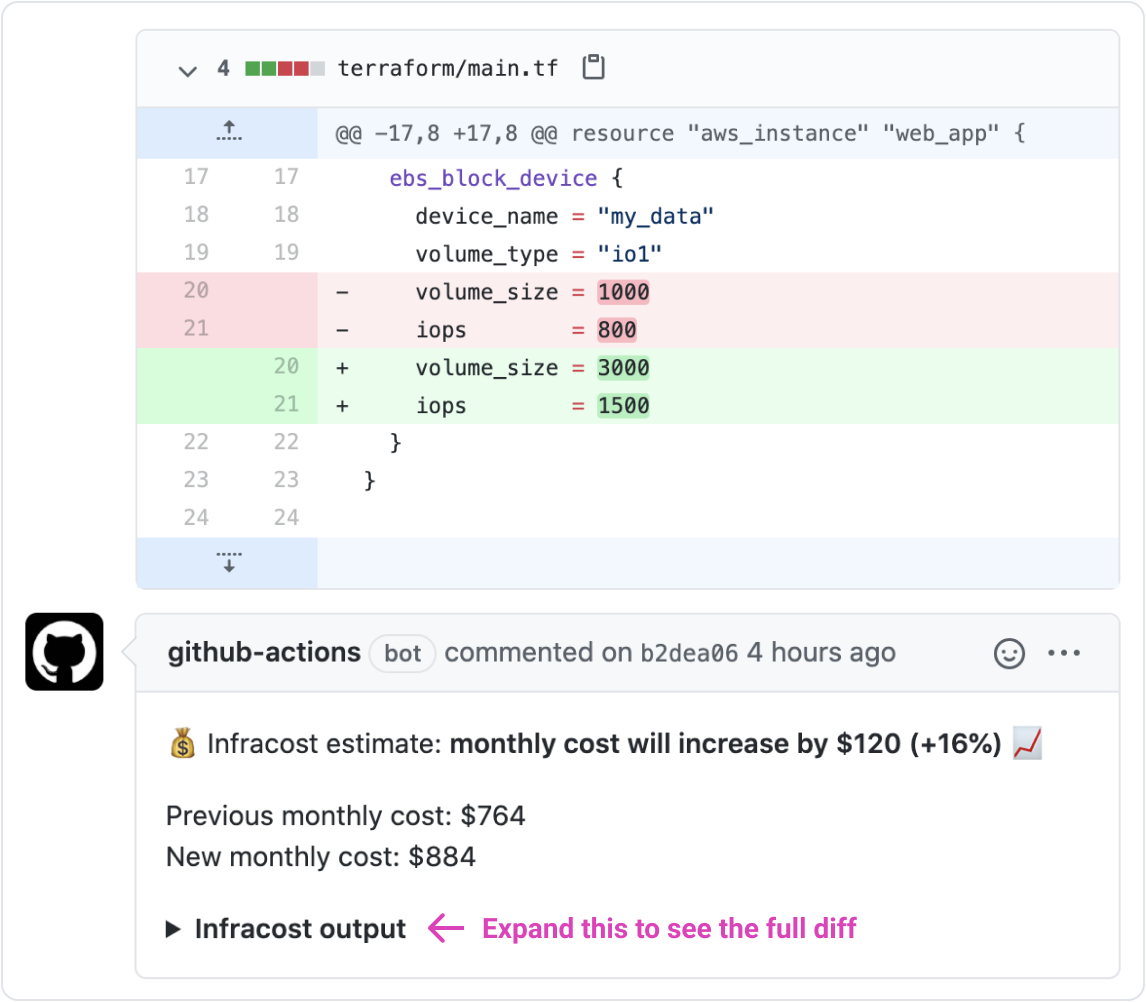 4 terraform/main.tf
@@ -17,8 +17,8 @@ resource "aws_instance" "web_app" {
17 17 ebs_block_device {
18 18 device_name = "my_data"
19 19 volume_type = "io1"
20 - volume_size = 1000
21 - iops = 800
20 + volume_size = 3000
21 + iops = 1500
22 22 }
23 23 }
24 24
github-actions bot commented on b2dea06 4 hours ago
Infracost estimate: monthly cost will increase by $120 (+16%)
Previous monthly cost: $764
New monthly cost: $884
Infracost output ← Expand this to see the full diff